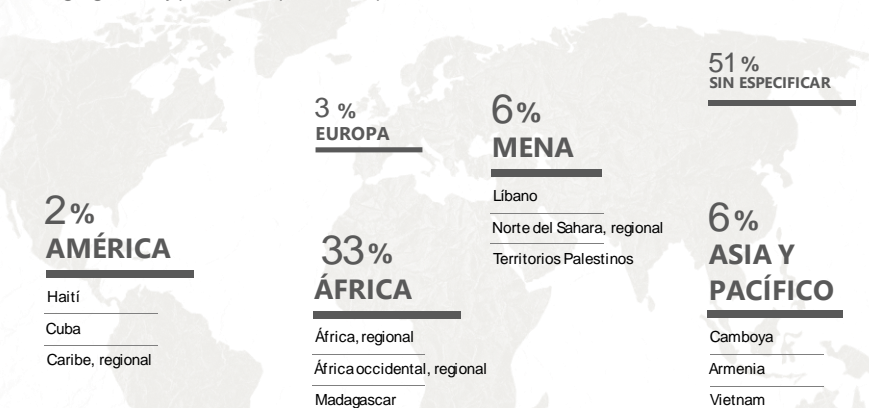 51 %
SIN ESPECIFICAR
3 %
EUROPA
6%
MENA
Líbano
Norte del Sahara, regional
Territorios Palestinos
2%
AMÉRICA
Haití
Cuba
Caribe, regional
33%
ÁFRICA
África, regional
África occidental, regional
Madagascar
6%
ASIA Y
PACÍFICO
Camboya
Armenia
Vietnam